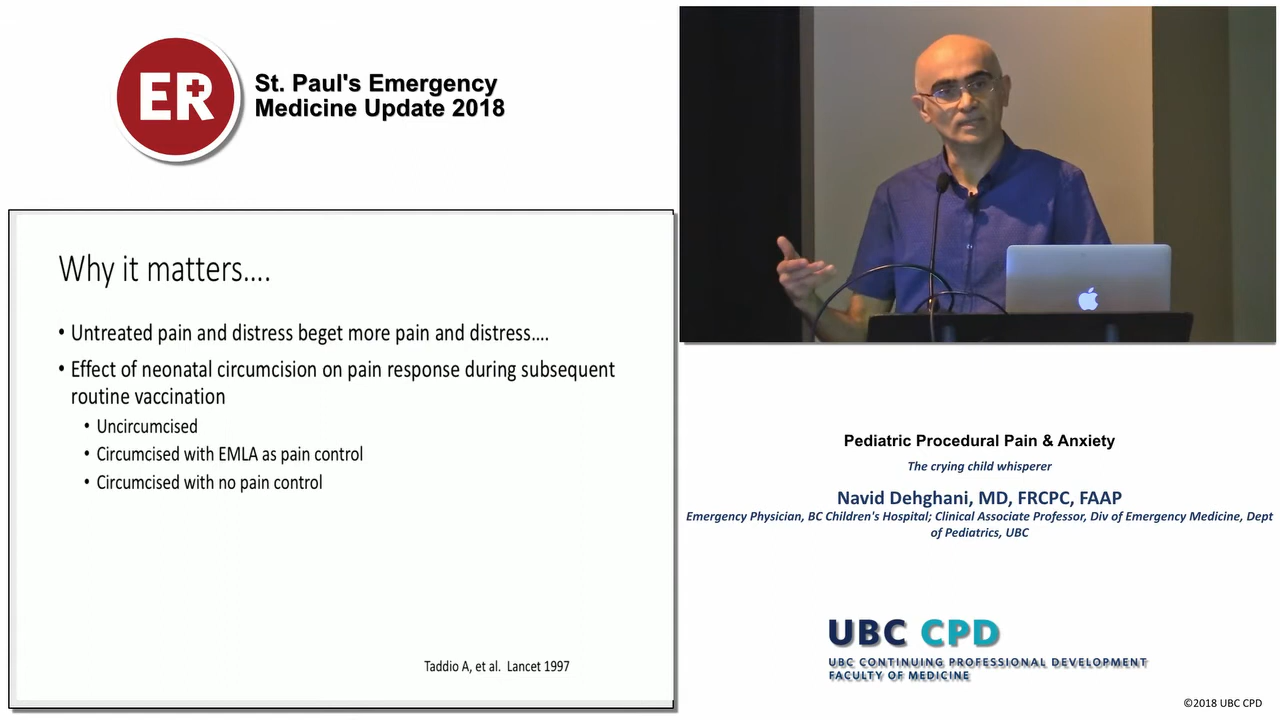 ER
St. Paul's Emergency
Medicine Update 2018
Why it matters....
• Untreated pain and distress beget more pain and distress....
• Effect of neonatal circumcision on pain response during subsequent
routine vaccination
• Uncircumcised
• Circumcised with EMLA as pain control
• Circumcised with no pain control
Taddio A, et al. Lancet 1997
Pediatric Procedural Pain & Anxiety
The crying child whisperer
Navid Dehghani, MD, FRCPC, FAAP
Emergency Physician, BC Children's Hospital; Clinical Associate Professor, Div of Emergency Medicine, Dept
of Pediatrics, UBC
UBC CPD
UBC CONTINUING PROFESSIONAL DEVELOPMENT
FACULTY OF MEDICINE
©2018 UBC CPD